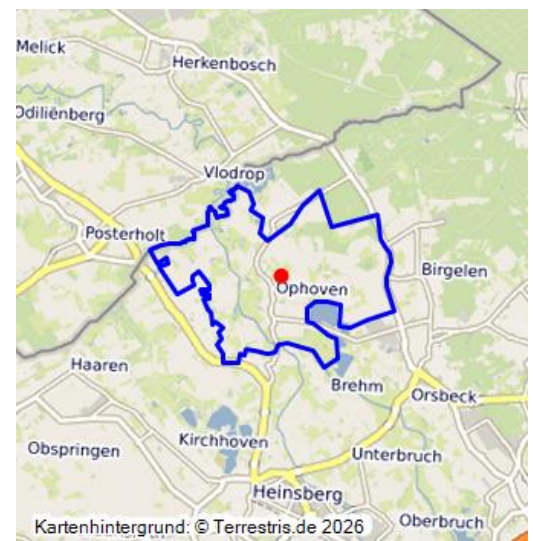 Melick
Herkenbosch
Odiliënberg
Vlodrop
Posterholt
Birgelen
Ophoven
Haaren
Brehm
Orsbeck
Kirchhoven
Obspringen
Unterbruch
Heinsberg
Kartenhintergrund: © Terrestris.de 2026
Oberbruch